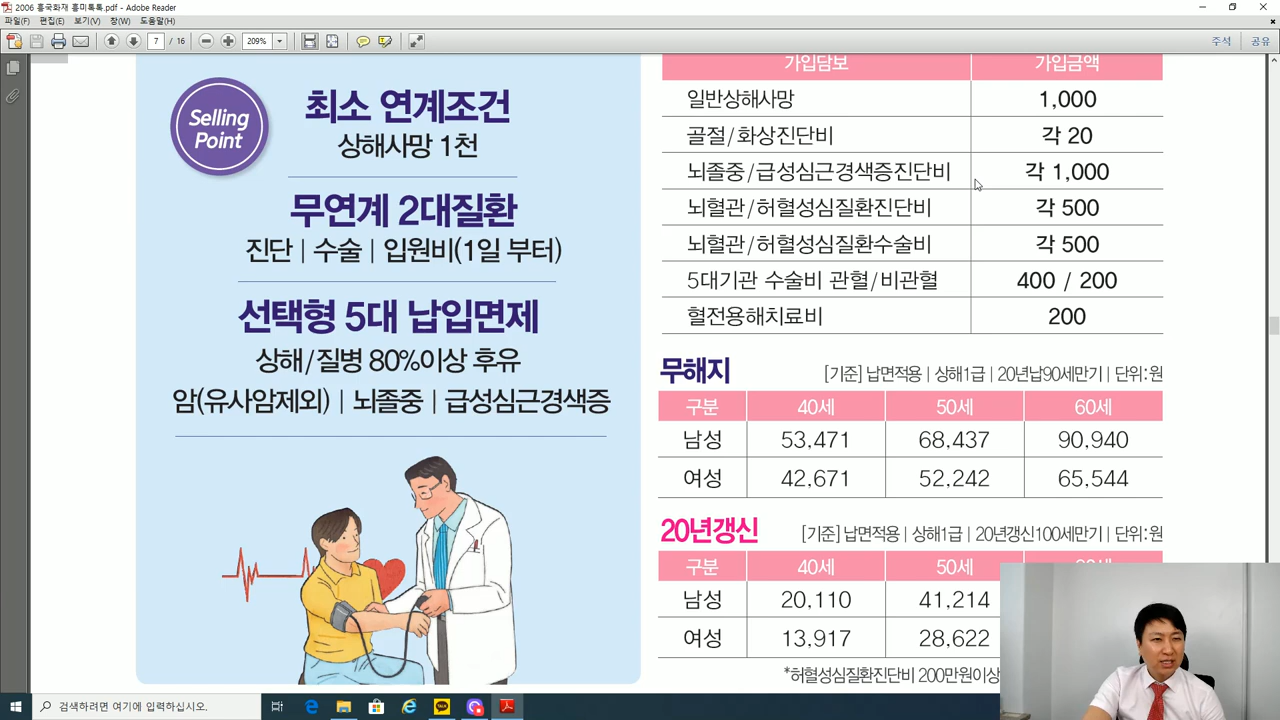 2006 흥국화재 흥미톡톡.pdf - Adobe Reader
파일(F) 편집(E) 보기(V) 창(W) 도움말(H)
7 / 16 209% 주석 공유
Selling
Point
최소 연계조건
상해사망 1천
무연계 2대질환
진단 | 수술 | 입원비(1일 부터)
선택형 5대 납입면제
상해/질병 80%이상 후유
암(유사암제외) | 뇌졸중 | 급성심근경색증
가입담보 가입금액
일반상해사망 1,000
골절/화상진단비 각 20
뇌졸중/급성심근경색증진단비 각 1,000
뇌혈관/허혈성심질환진단비 각 500
뇌혈관/허혈성심질환수술비 각 500
5대기관 수술비 관혈/비관혈 400 / 200
혈전용해치료비 200
무해지 [기준] 납면적용 | 상해1급 | 20년납90세만기 | 단위:원
구분 40세 50세 60세
남성 53,471 68,437 90,940
여성 42,671 52,242 65,544
20년갱신 [기준] 납면적용 | 상해1급 | 20년갱신100세만기 | 단위:원
구분 40세 50세
남성 20,110 41,214
여성 13,917 28,622
*허혈성심질환진단비 200만원이상
검색하려면 여기에 입력하십시오.
TALK